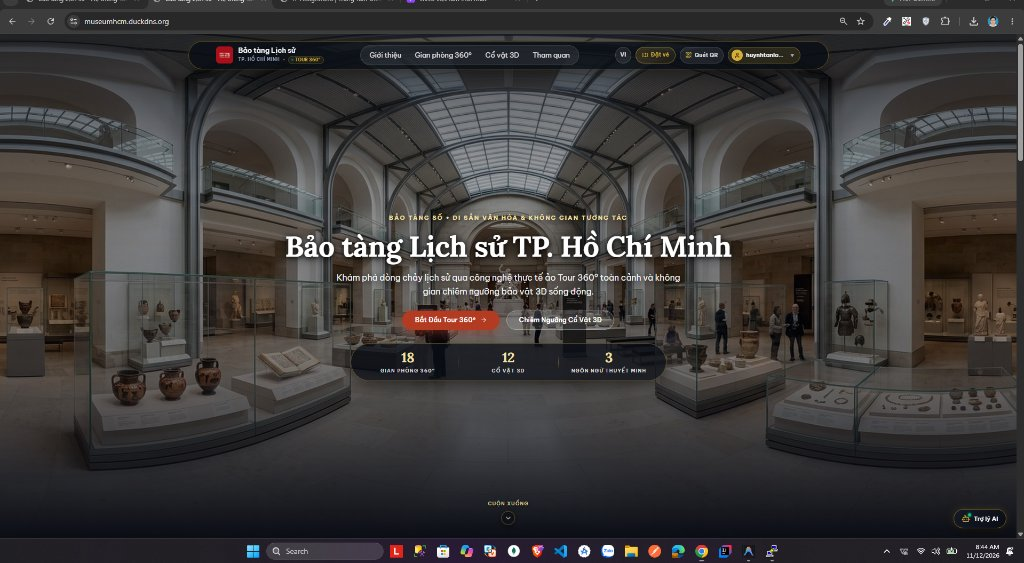 museumhcm.duckdns.org
Bảo tàng Lịch sử
TP. HỒ CHÍ MINH • TOUR 360°
Giới thiệu Gian phòng 360° Cổ vật 3D Tham quan
VI Đặt vé Quét QR huynhtanlo...
BẢO TÀNG SỐ • DI SẢN VĂN HÓA & KHÔNG GIAN TƯƠNG TÁC
Bảo tàng Lịch sử TP. Hồ Chí Minh
Khám phá dòng chảy lịch sử qua công nghệ thực tế ảo Tour 360° toàn cảnh và không
gian chiêm ngưỡng bảo vật 3D sống động.
Bắt Đầu Tour 360° → Chiêm Ngưỡng Cổ Vật 3D
18 12 3
GIAN PHÒNG 360° CỔ VẬT 3D NGÔN NGỮ THUYẾT MINH
CUỘN XUỐNG
Trợ lý AI
Search
8:44 AM
11/12/2026